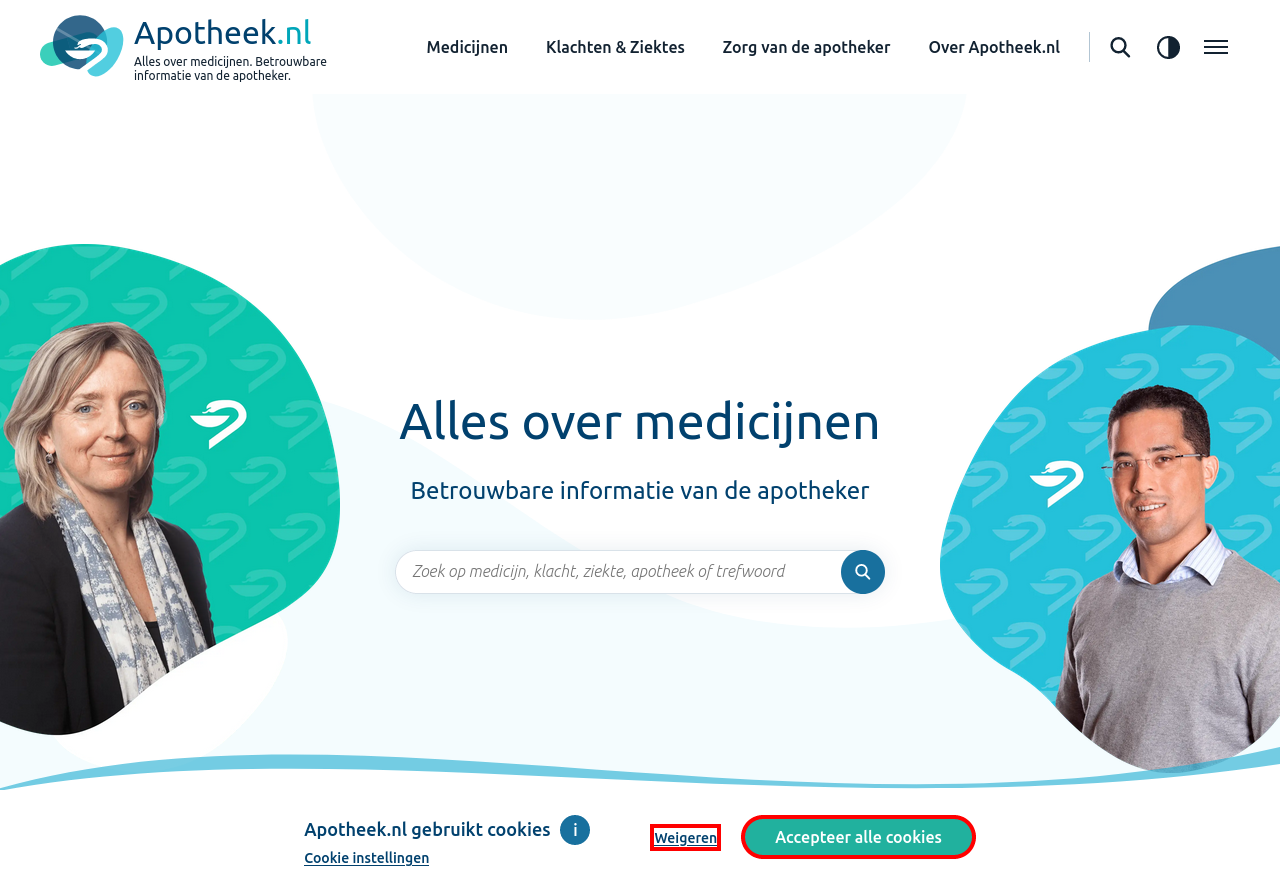 Apotheek.nl
Alles over medicijnen. Betrouwbare
informatie van de apotheker.
Medicijnen
Klachten & Ziektes
Zorg van de apotheker
Over Apotheek.nl
Alles over medicijnen
Betrouwbare informatie van de apotheker
Zoek op medicijn, klacht, ziekte, apotheek of trefwoord
Apotheek.nl gebruikt cookies
i
Cookie instellingen
Weigeren
Accepteer alle cookies